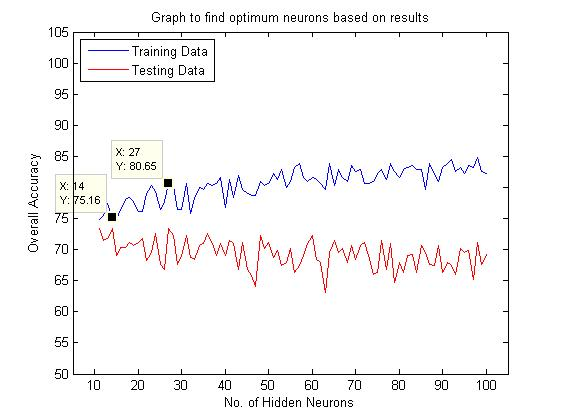 Graph to find optimum neurons based on results
Training Data
Testing Data
X: 27
Y: 80.65
X: 14
Y: 75.16
Overall Accuracy
105
100
95
90
85
80
75
70
65
60
55
50
10 20 30 40 50 60 70 80 90 100
No. of Hidden Neurons